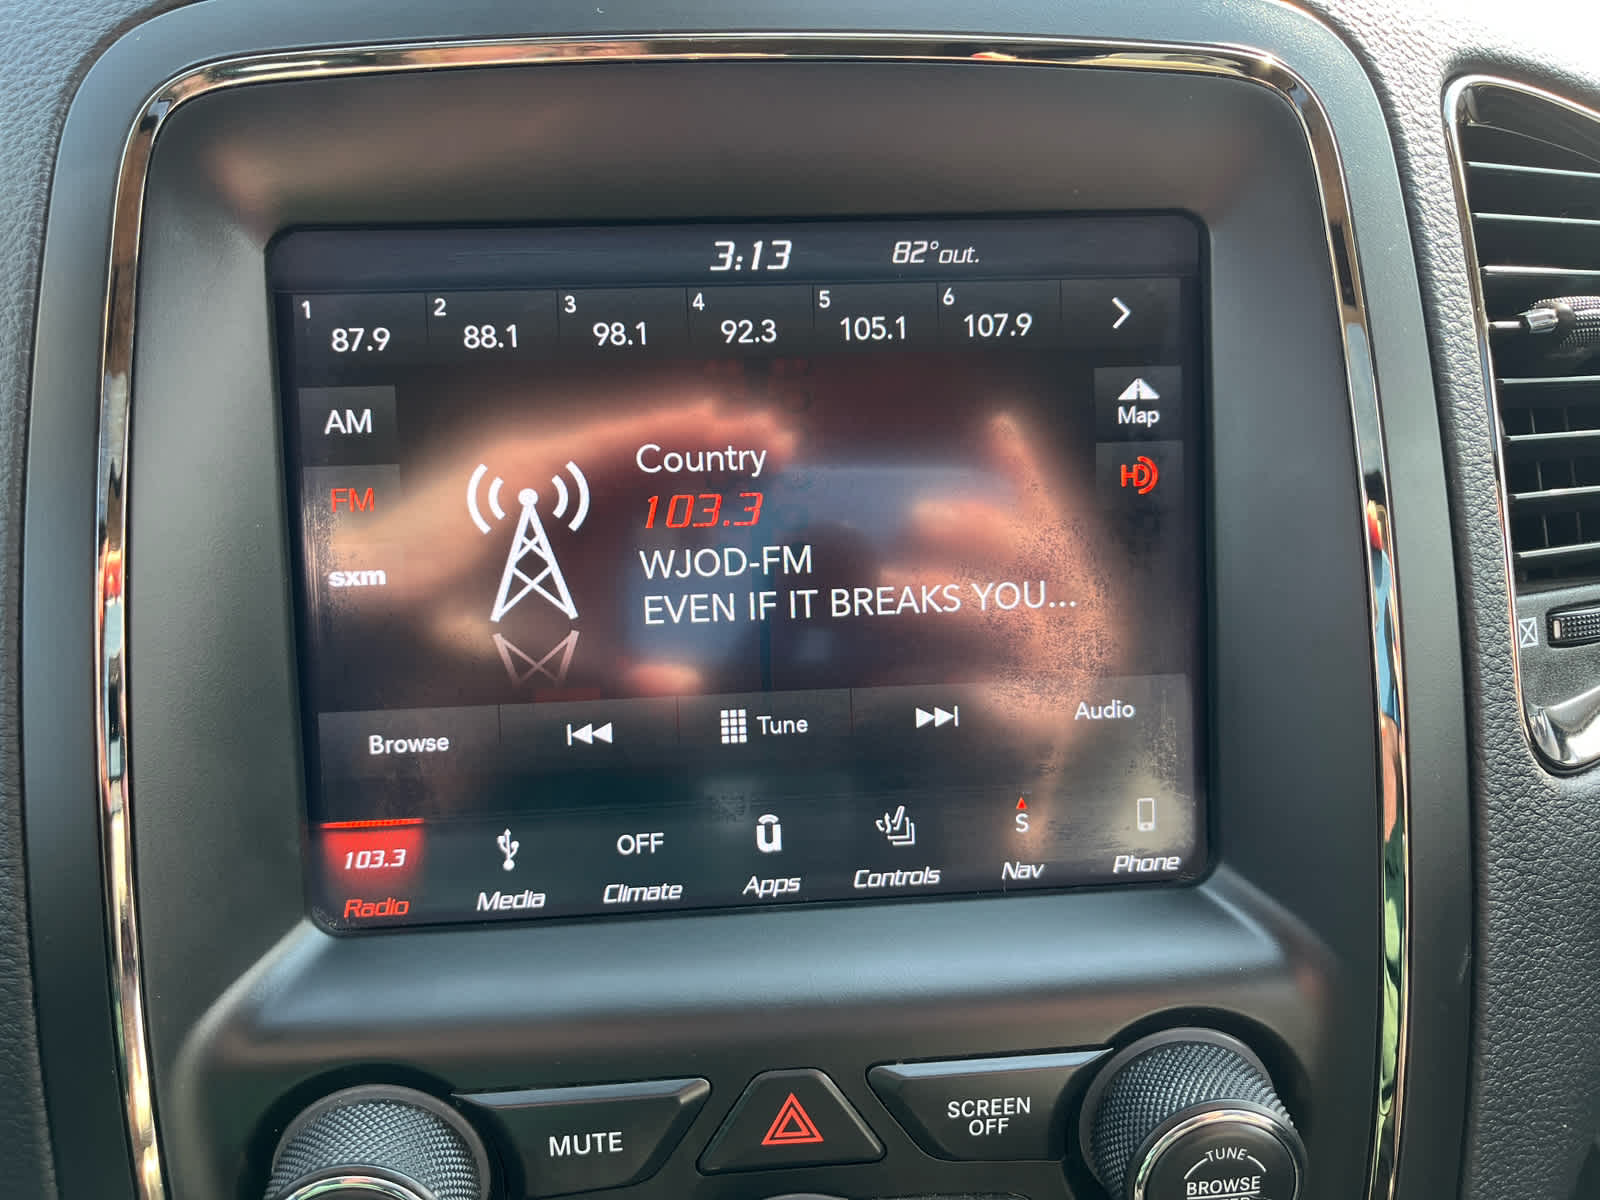 3:13 82°out.
1 2 3 4 5 6
87.9 88.1 98.1 92.3 105.1 107.9
AM
Map
FM
HD
sxm
Country
103.3
WJOD-FM
EVEN IF IT BREAKS YOU...
Browse Tune Audio
103.3 OFF S
Radio Media Climate Apps Controls Nav Phone
MUTE
SCREEN
OFF
TUNE
BROWSE